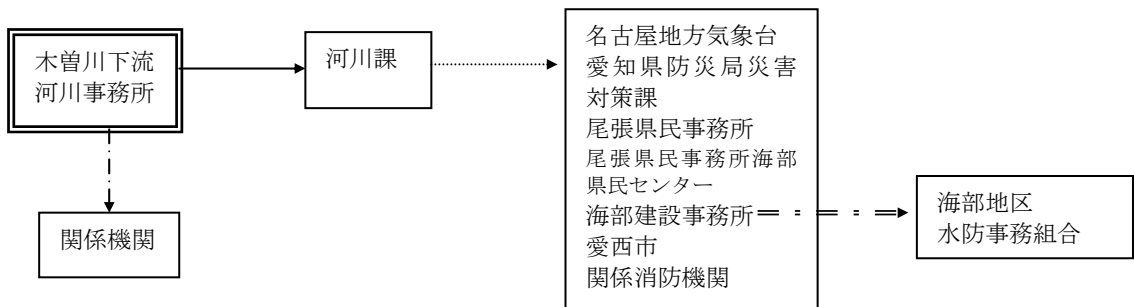 木曽川下流
河川事務所
関係機関
河川課
名古屋地方気象台
愛知県防災局災害
対策課
尾張県民事務所
尾張県民事務所海部
県民センター
海部建設事務所
愛西市
関係消防機関
海部地区
水防事務組合